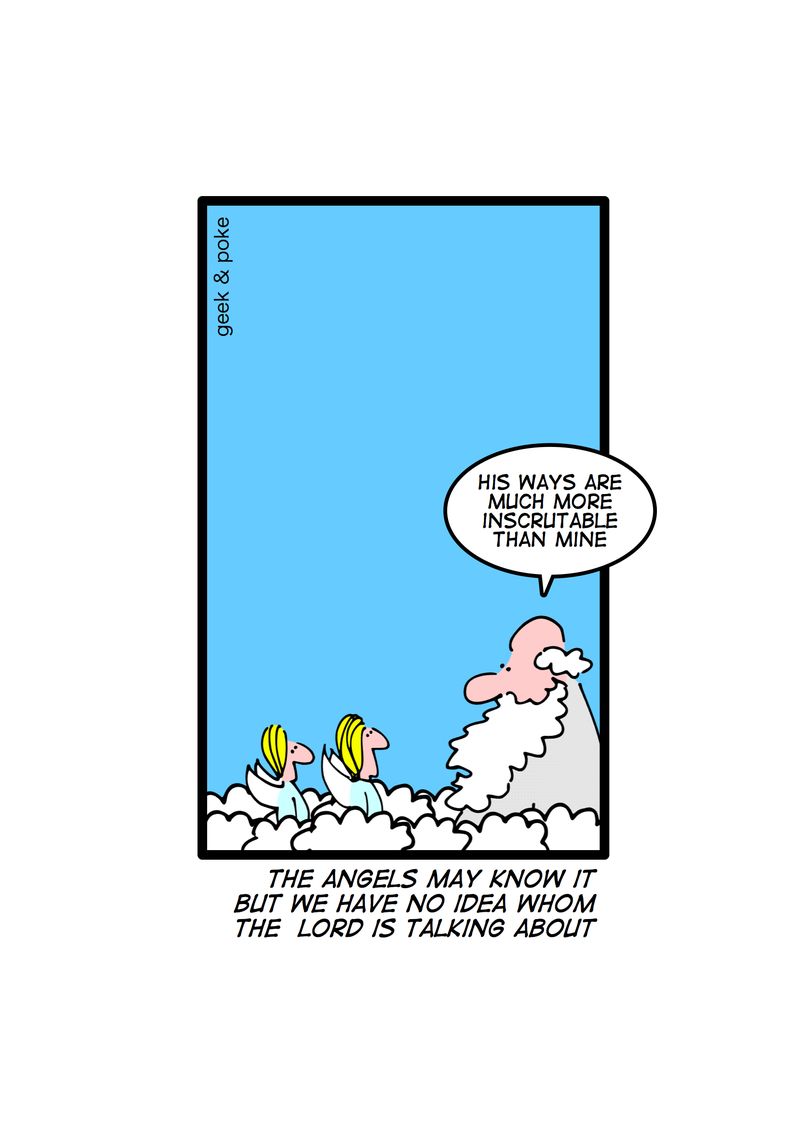 geek & poke
HIS WAYS ARE
MUCH MORE
INSCRUTABLE
THAN MINE
THE ANGELS MAY KNOW IT
BUT WE HAVE NO IDEA WHOM
THE LORD IS TALKING ABOUT